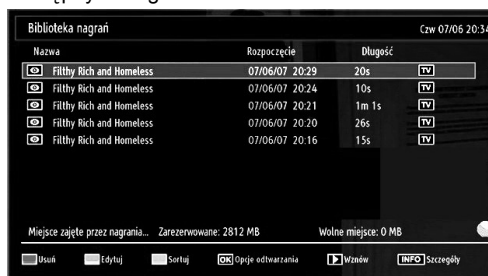 Biblioteka nagrań Czw 07/06 20:34
Nazwa Rozpoczęcie Długość
Filthy Rich and Homeless 07/06/07 20:29 20s TV
Filthy Rich and Homeless 07/06/07 20:24 10s TV
Filthy Rich and Homeless 07/06/07 20:21 1m 1s TV
Filthy Rich and Homeless 07/06/07 20:20 26s TV
Filthy Rich and Homeless 07/06/07 20:16 15s TV
Miejsce zajęte przez nagrania... Zarezerwowane: 2812 MB Wolne miejsce: 0 MB
Usuń Edytuj Sortuj OK Opcje odtwarzania Wznów INFO Szczegóły